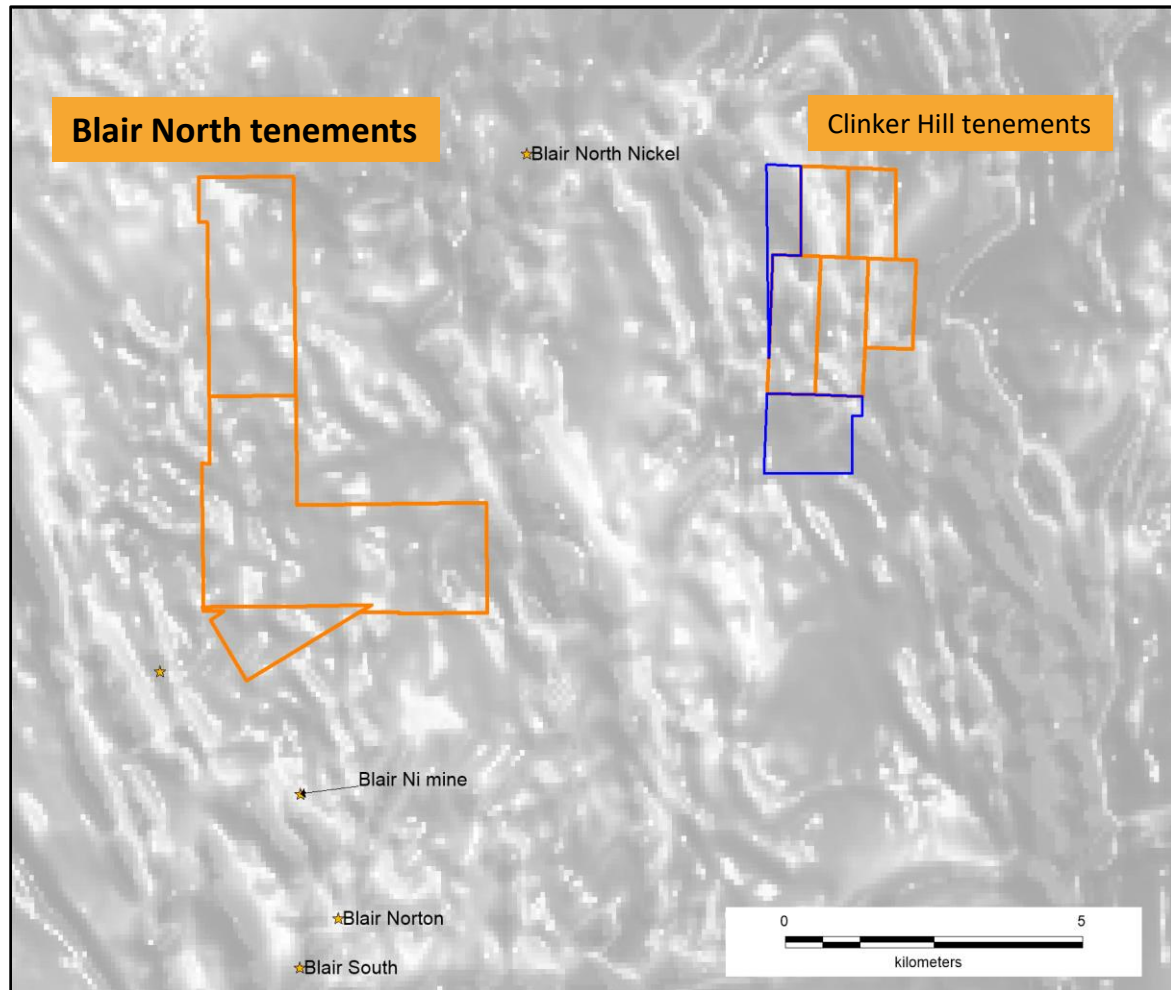 Blair North tenements
Clinker Hill tenements
Blair North Nickel
Blair Ni mine
Blair Norton
Blair South
0 5
kilometers